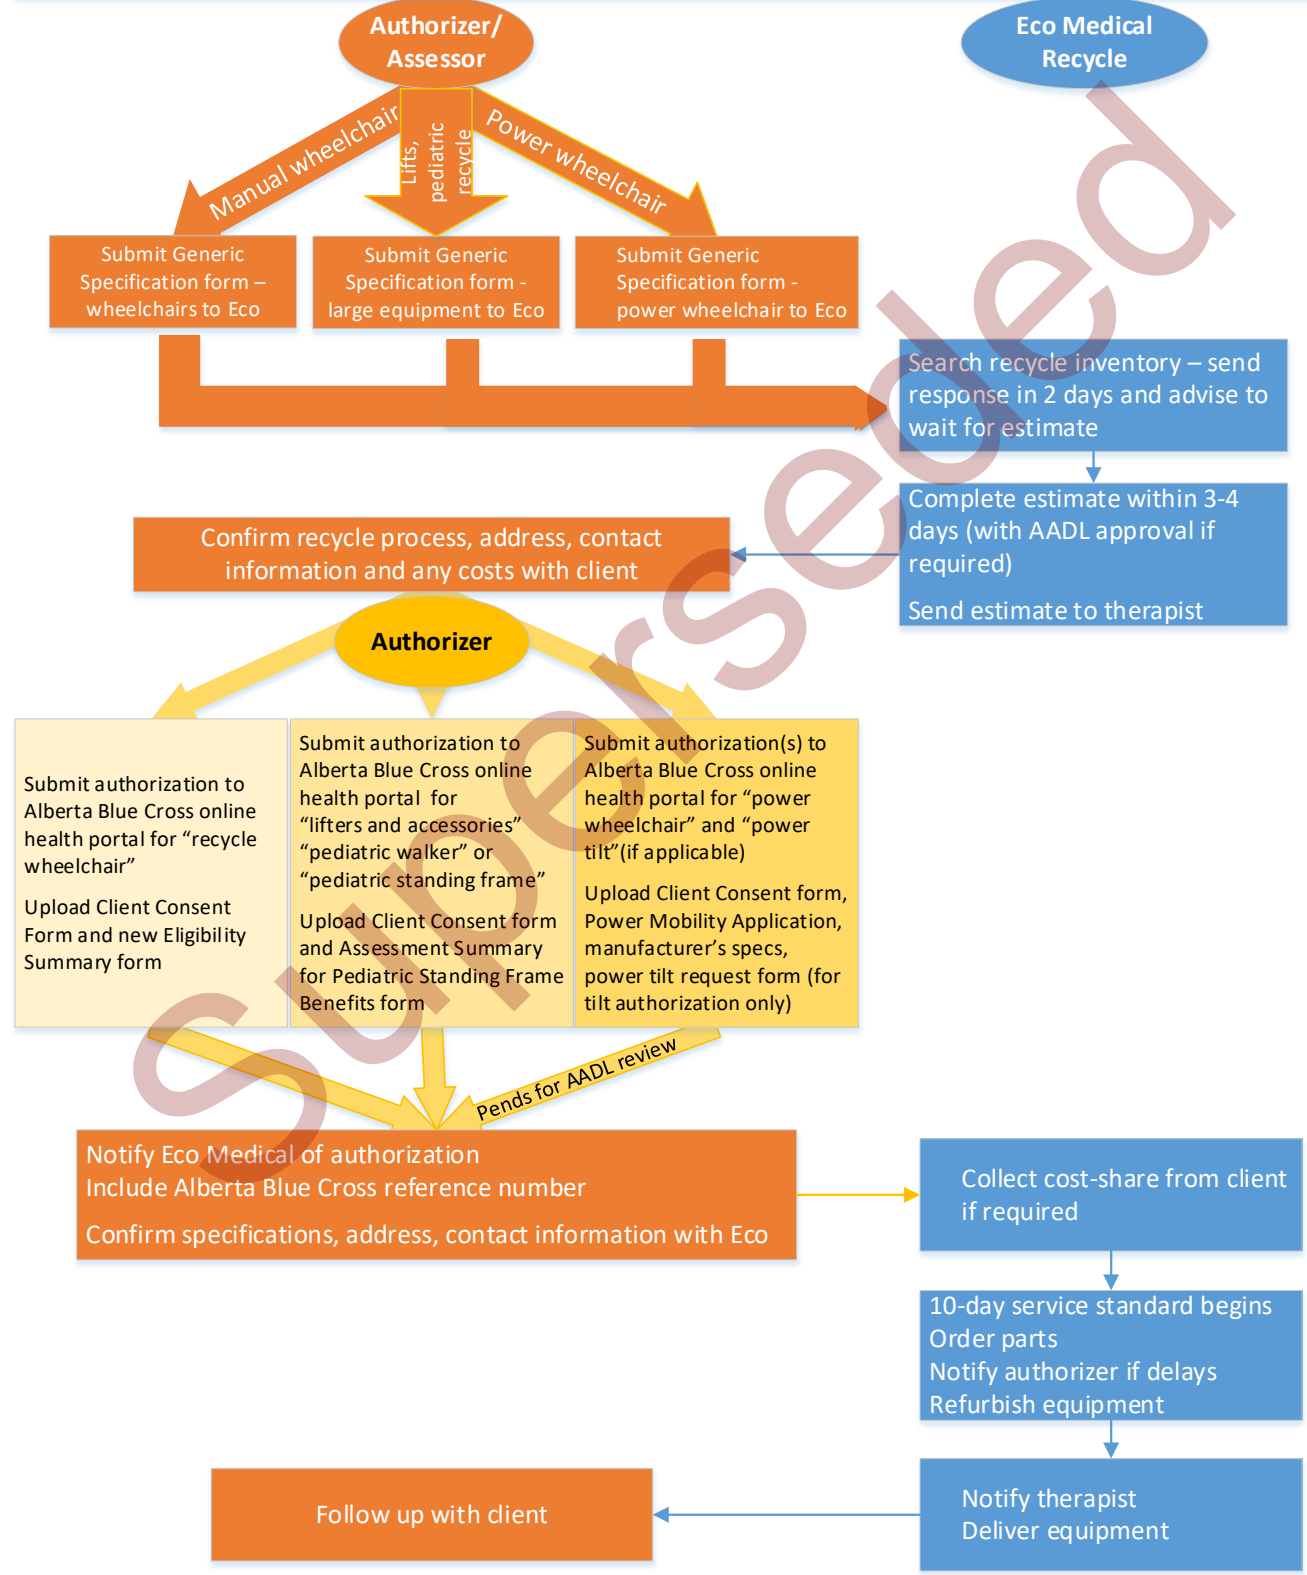 Authorizer/
Assessor
Eco Medical
Recycle
Manual wheelchair
Lifts,
pediatric
recycle
Power wheelchair
Submit Generic
Specification form –
wheelchairs to Eco
Submit Generic
Specification form -
large equipment to Eco
Submit Generic
Specification form -
power wheelchair to Eco
Search recycle inventory – send
response in 2 days and advise to
wait for estimate
Complete estimate within 3-4
days (with AADL approval if
required)
Send estimate to therapist
Confirm recycle process, address, contact
information and any costs with client
Authorizer
Submit authorization to
Alberta Blue Cross online
health portal for “recycle
wheelchair”
Upload Client Consent
Form and new Eligibility
Summary form
Submit authorization to
Alberta Blue Cross online
health portal  for
“lifters and accessories”
“pediatric walker” or
“pediatric standing frame”
Upload Client Consent form
and Assessment Summary
for Pediatric Standing Frame
Benefits form
Submit authorization(s) to
Alberta Blue Cross online
health portal for “power
wheelchair” and “power
tilt”(if applicable)
Upload Client Consent form,
Power Mobility Application,
manufacturer’s specs,
power tilt request form (for
tilt authorization only)
Pends for AADL review
Notify Eco Medical of authorization
Include Alberta Blue Cross reference number
Confirm specifications, address, contact information with Eco
Collect cost-share from client
if required
10-day service standard begins
Order parts
Notify authorizer if delays
Refurbish equipment
Notify therapist
Deliver equipment
Follow up with client
Superseded